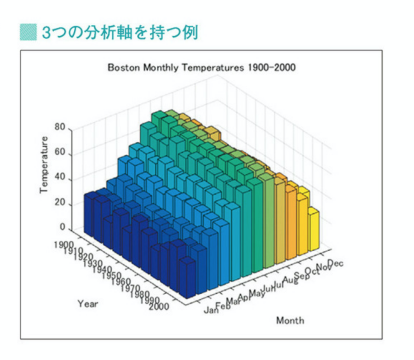 3つの分析軸を持つ例
Boston Monthly Temperatures 1900-2000
80
60
40
20
0
Temperature
1900
1910
1920
1930
1940
1950
1960
1970
1980
1990
2000
Year
Jan
Feb
Mar
Apr
May
Jun
Jul
Aug
Sep
Oct
Nov
Dec
Month